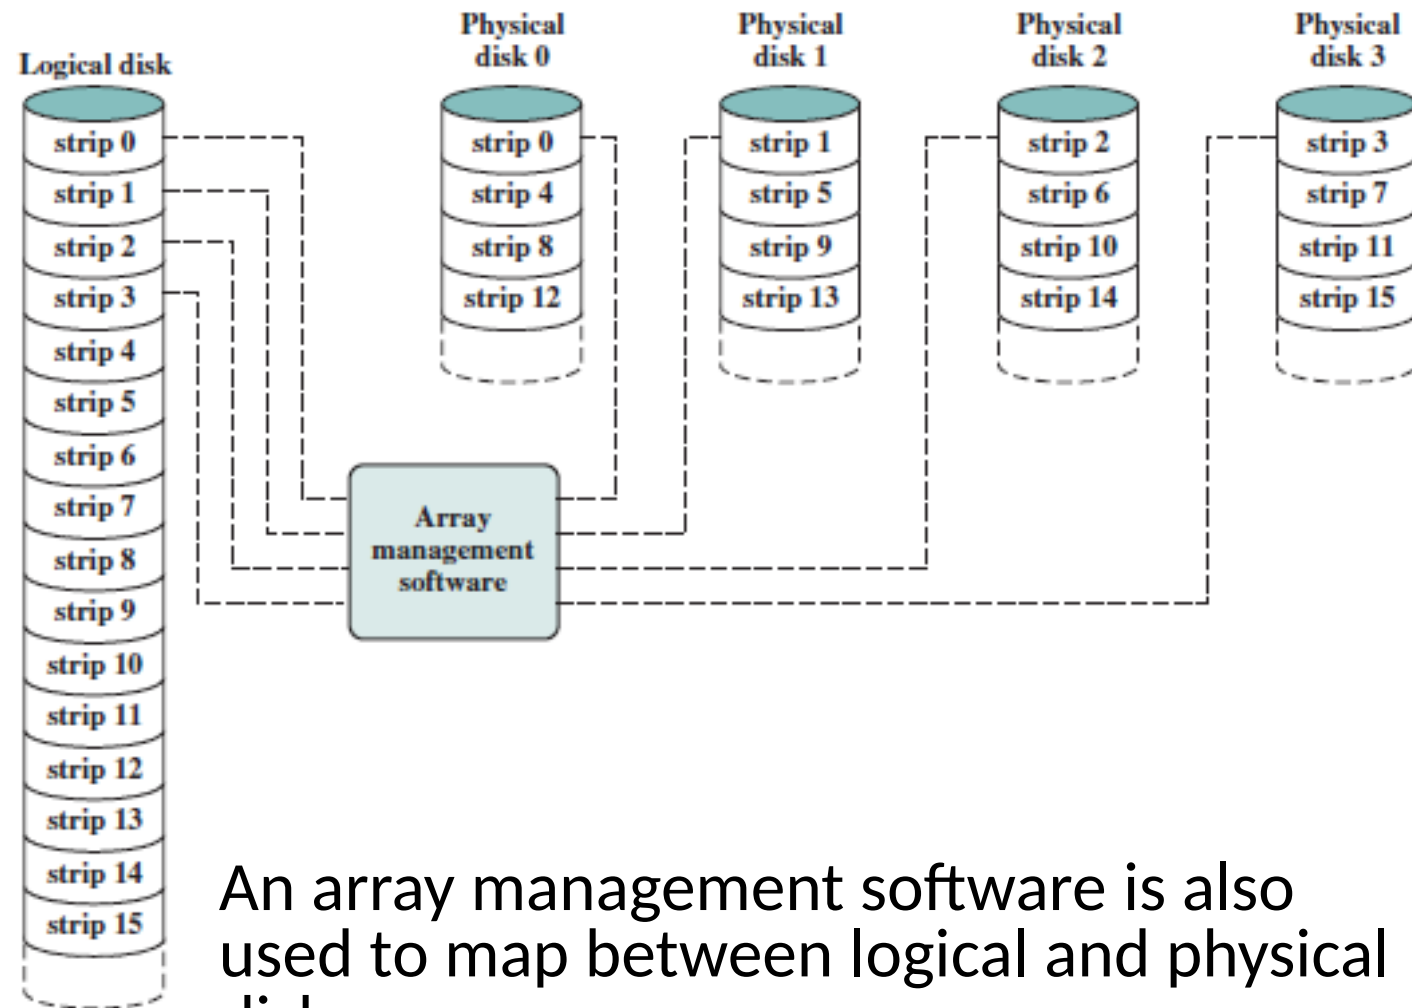 Logical disk
strip 0
strip 1
strip 2
strip 3
strip 4
strip 5
strip 6
strip 7
strip 8
strip 9
strip 10
strip 11
strip 12
strip 13
strip 14
strip 15
Physical
disk 0
strip 0
strip 4
strip 8
strip 12
Physical
disk 1
strip 1
strip 5
strip 9
strip 13
Physical
disk 2
strip 2
strip 6
strip 10
strip 14
Physical
disk 3
strip 3
strip 7
strip 11
strip 15
Array
management
software
An array management software is also
used to map between logical and physical